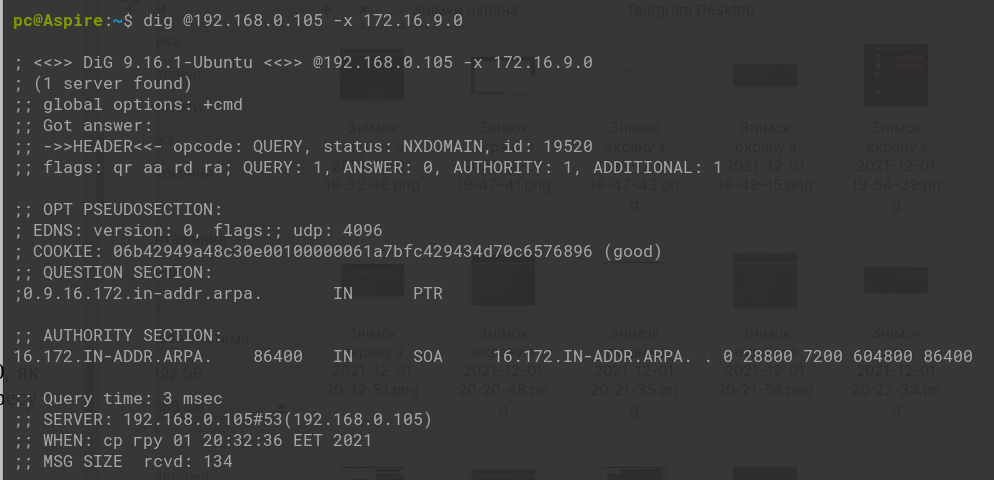 pc@Aspire:~$ dig @192.168.0.105 -x 172.16.9.0
Знімки екрана
Telegram Desktop
; <<>> DiG 9.16.1-Ubuntu <<>> @192.168.0.105 -x 172.16.9.0
; (1 server found)
;; global options: +cmd
;; Got answer:
;; ->>HEADER<<- opcode: QUERY, status: NXDOMAIN, id: 19520
;; flags: qr aa rd ra; QUERY: 1, ANSWER: 0, AUTHORITY: 1, ADDITIONAL: 1
;; OPT PSEUDOSECTION:
; EDNS: version: 0, flags:; udp: 4096
; COOKIE: 06b42949a48c30e00100000061a7bfc429434d70c6576896 (good)
;; QUESTION SECTION:
;0.9.16.172.in-addr.arpa. IN PTR
;; AUTHORITY SECTION:
16.172.IN-ADDR.ARPA. 86400 IN SOA 16.172.IN-ADDR.ARPA. . 0 28800 7200 604800 86400
;; Query time: 3 msec
;; SERVER: 192.168.0.105#53(192.168.0.105)
;; WHEN: ср гру 01 20:32:36 EET 2021
;; MSG SIZE rcvd: 134
Знімок
екрану з
2021-12-01
19-32-18.png
Знімок
екрану з
2021-12-01
19-47-41.png
Знімок
екрану з
2021-12-01
19-47-43.pn
g
Знімок
екрану з
2021-12-01
19-49-15.png
Знімок
екрану з
2021-12-01
19-54-39.pn
g
Знімок
екрану з
2021-12-01
20-12-51.png
Знімок
екрану з
2021-12-01
20-20-48.pn
g
Знімок
екрану з
2021-12-01
20-21-35.pn
g
Знімок
екрану з
2021-12-01
20-21-54.png
Знімок
екрану з
2021-12-01
20-22-34.pn
g
як